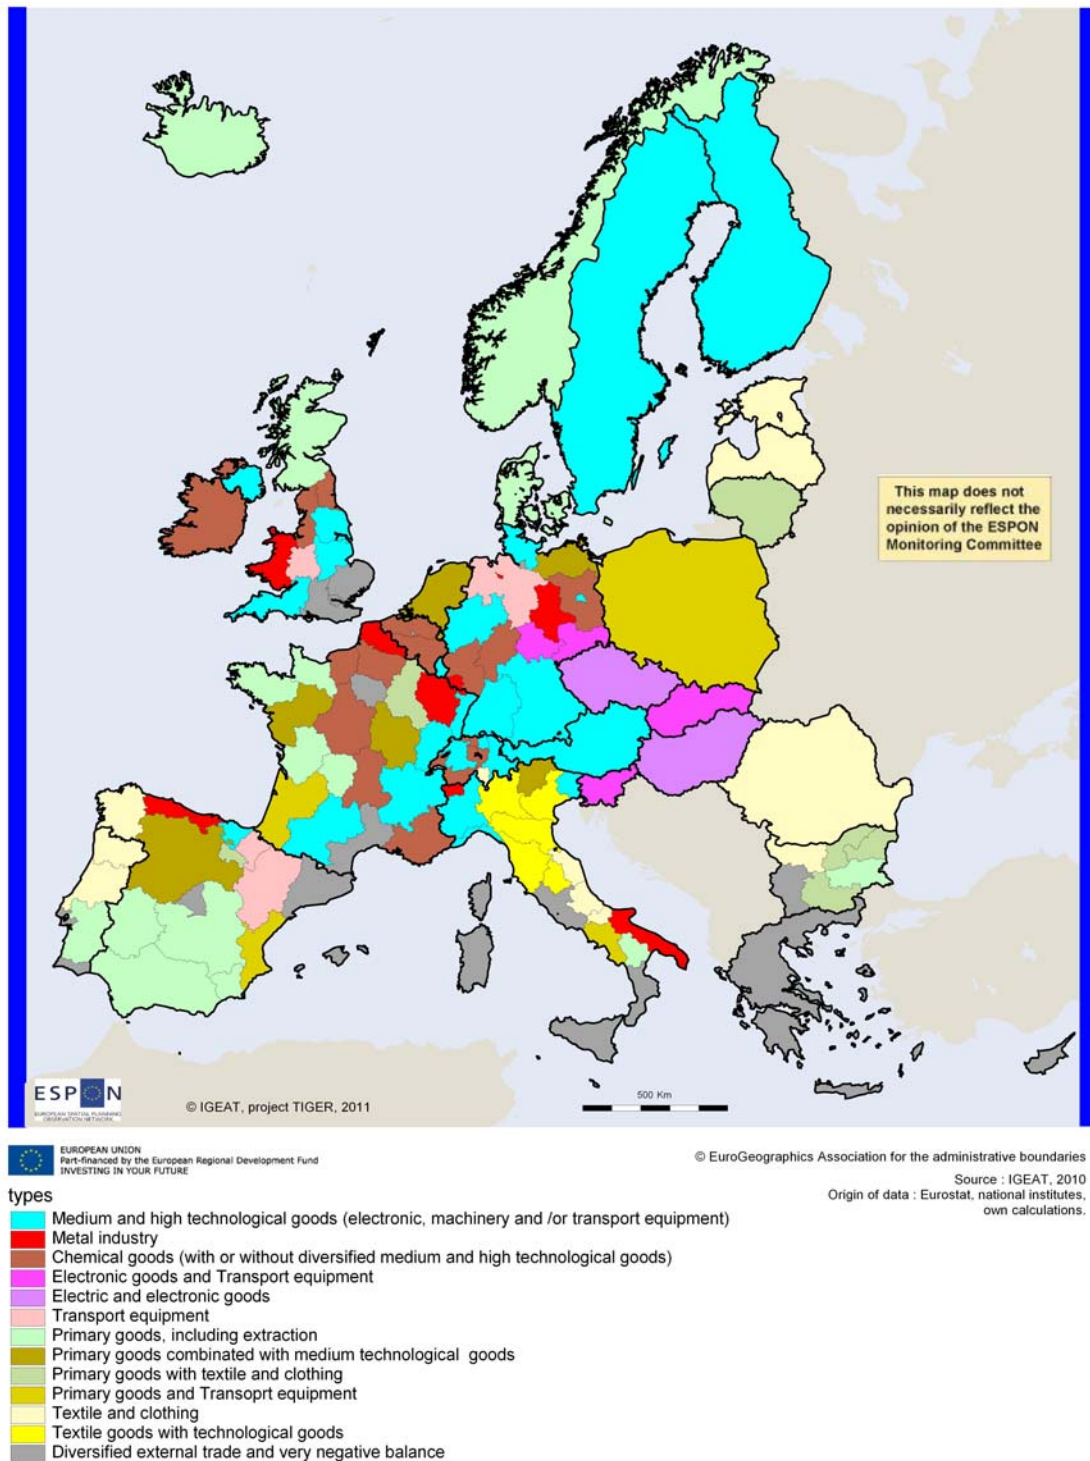 This map does not
necessarily reflect the
opinion of the ESPON
Monitoring Committee
ESPON
EUROPEAN SPATIAL PLANNING
OBSERVATION NETWORK
© IGEAT, project TIGER, 2011
500 Km
EUROPEAN UNION
Part-financed by the European Regional Development Fund
INVESTING IN YOUR FUTURE
© EuroGeographics Association for the administrative boundaries
Source : IGEAT, 2010
Origin of data : Eurostat, national institutes,
own calculations.
types
Medium and high technological goods (electronic, machinery and /or transport equipment)
Metal industry
Chemical goods (with or without diversified medium and high technological goods)
Electronic goods and Transport equipment
Electric and electronic goods
Transport equipment
Primary goods, including extraction
Primary goods combined with medium technological goods
Primary goods with textile and clothing
Primary goods and Transoprt equipment
Textile and clothing
Textile goods with technological goods
Diversified external trade and very negative balance